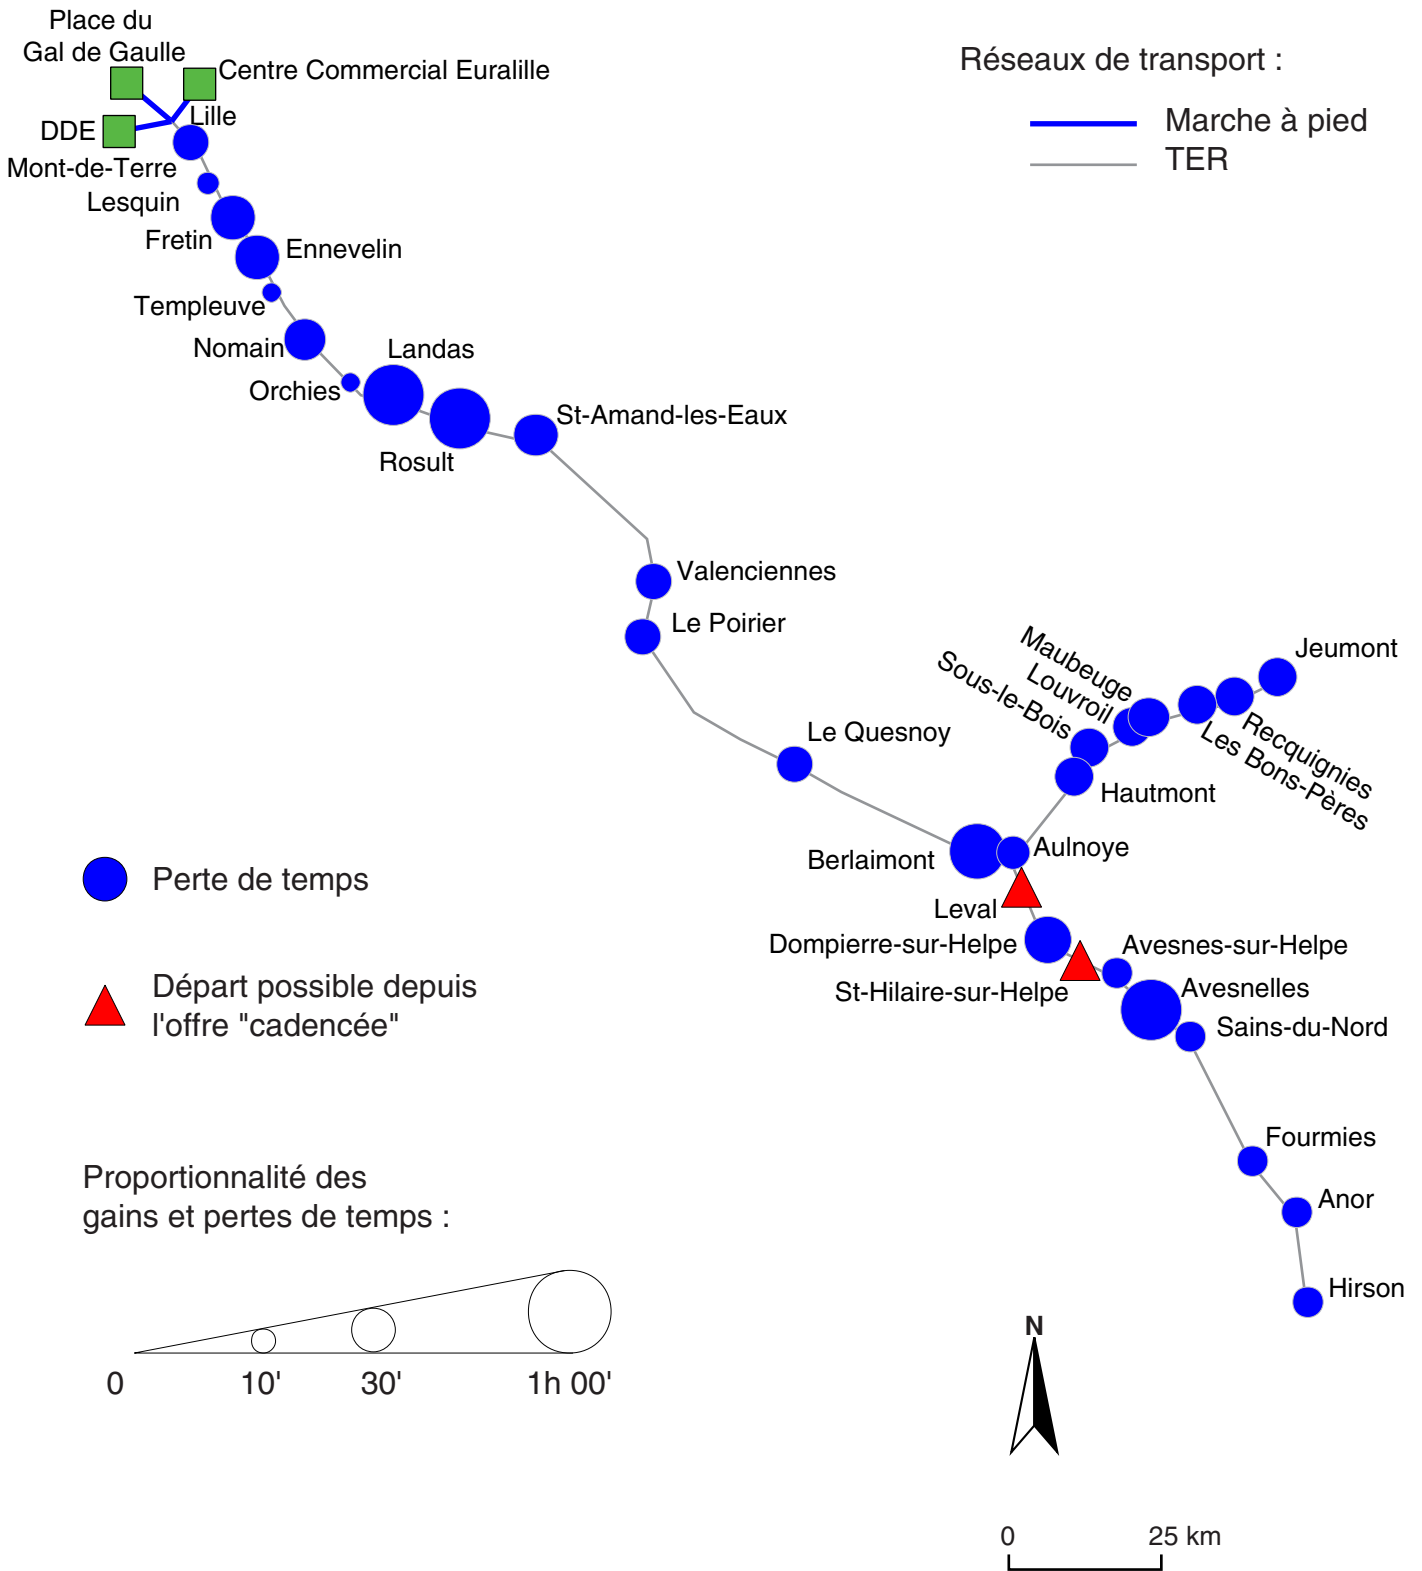 Place du
Gal de Gaulle
Centre Commercial Euralille
DDE
Lille
Mont-de-Terre
Lesquin
Fretin
Ennevelin
Templeuve
Nomain
Landas
Orchies
St-Amand-les-Eaux
Rosult
Valenciennes
Le Poirier
Le Quesnoy
Maubeuge
Louvroil
Sous-le-Bois
Jeumont
Recquignies
Les Bons-Pères
Hautmont
Berlaimont
Aulnoye
Leval
Dompierre-sur-Helpe
Avesnes-sur-Helpe
St-Hilaire-sur-Helpe
Avesnelles
Sains-du-Nord
Fourmies
Anor
Hirson
Réseaux de transport :
Marche à pied
TER
Perte de temps
Départ possible depuis
l'offre "cadencée"
Proportionnalité des
gains et pertes de temps :
0 10' 30' 1h 00'
N
0 25 km